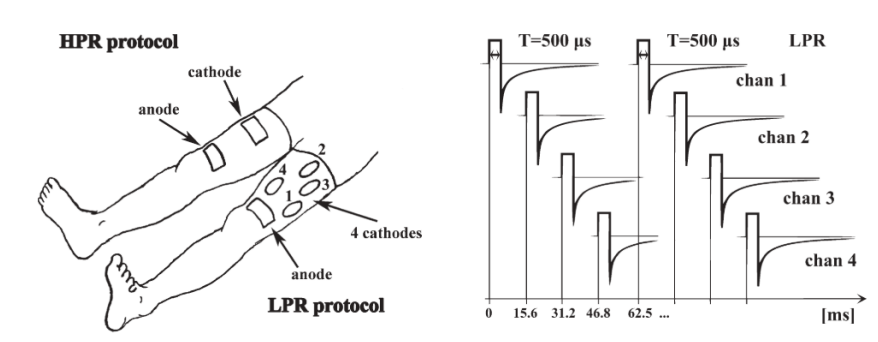 HPR protocol
cathode
anode
2
4
3
1
4 cathodes
anode
LPR protocol
T=500 μs T=500 μs LPR
chan 1
chan 2
chan 3
chan 4
0 15.6 31.2 46.8 62.5 ... [ms]